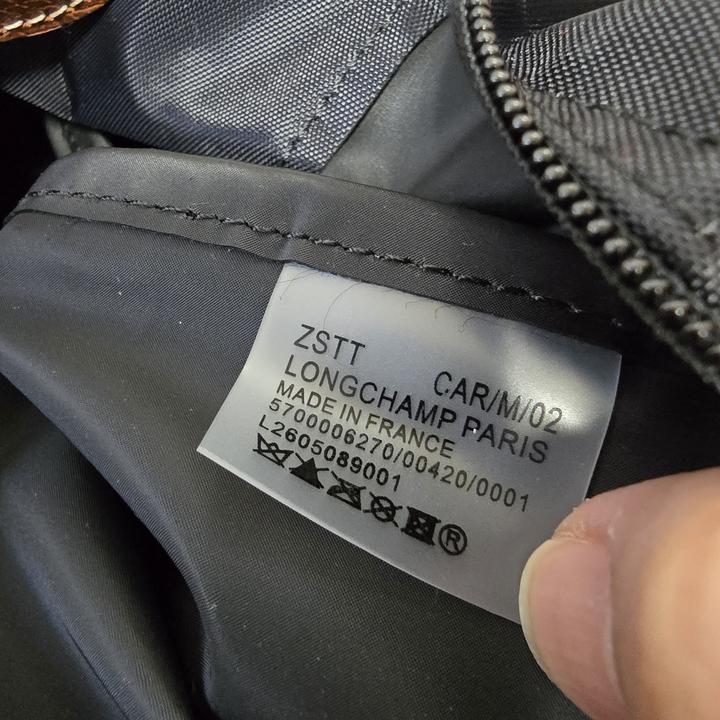 ZSTT CAR/M/02
LONGCHAMP PARIS
MADE IN FRANCE
5700006270/00420/0001
L2605089001
®